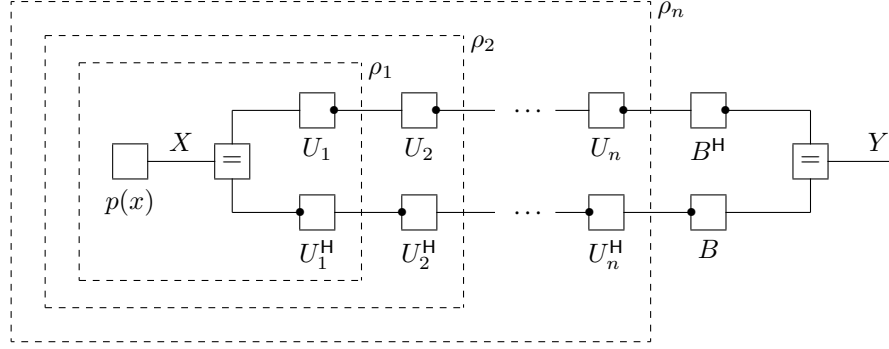 ρₙ
ρ₂
ρ₁
U₁ U₂ … Uₙ Bᴴ
X = = Y
p(x)
…
U₁ᴴ U₂ᴴ Uₙᴴ B